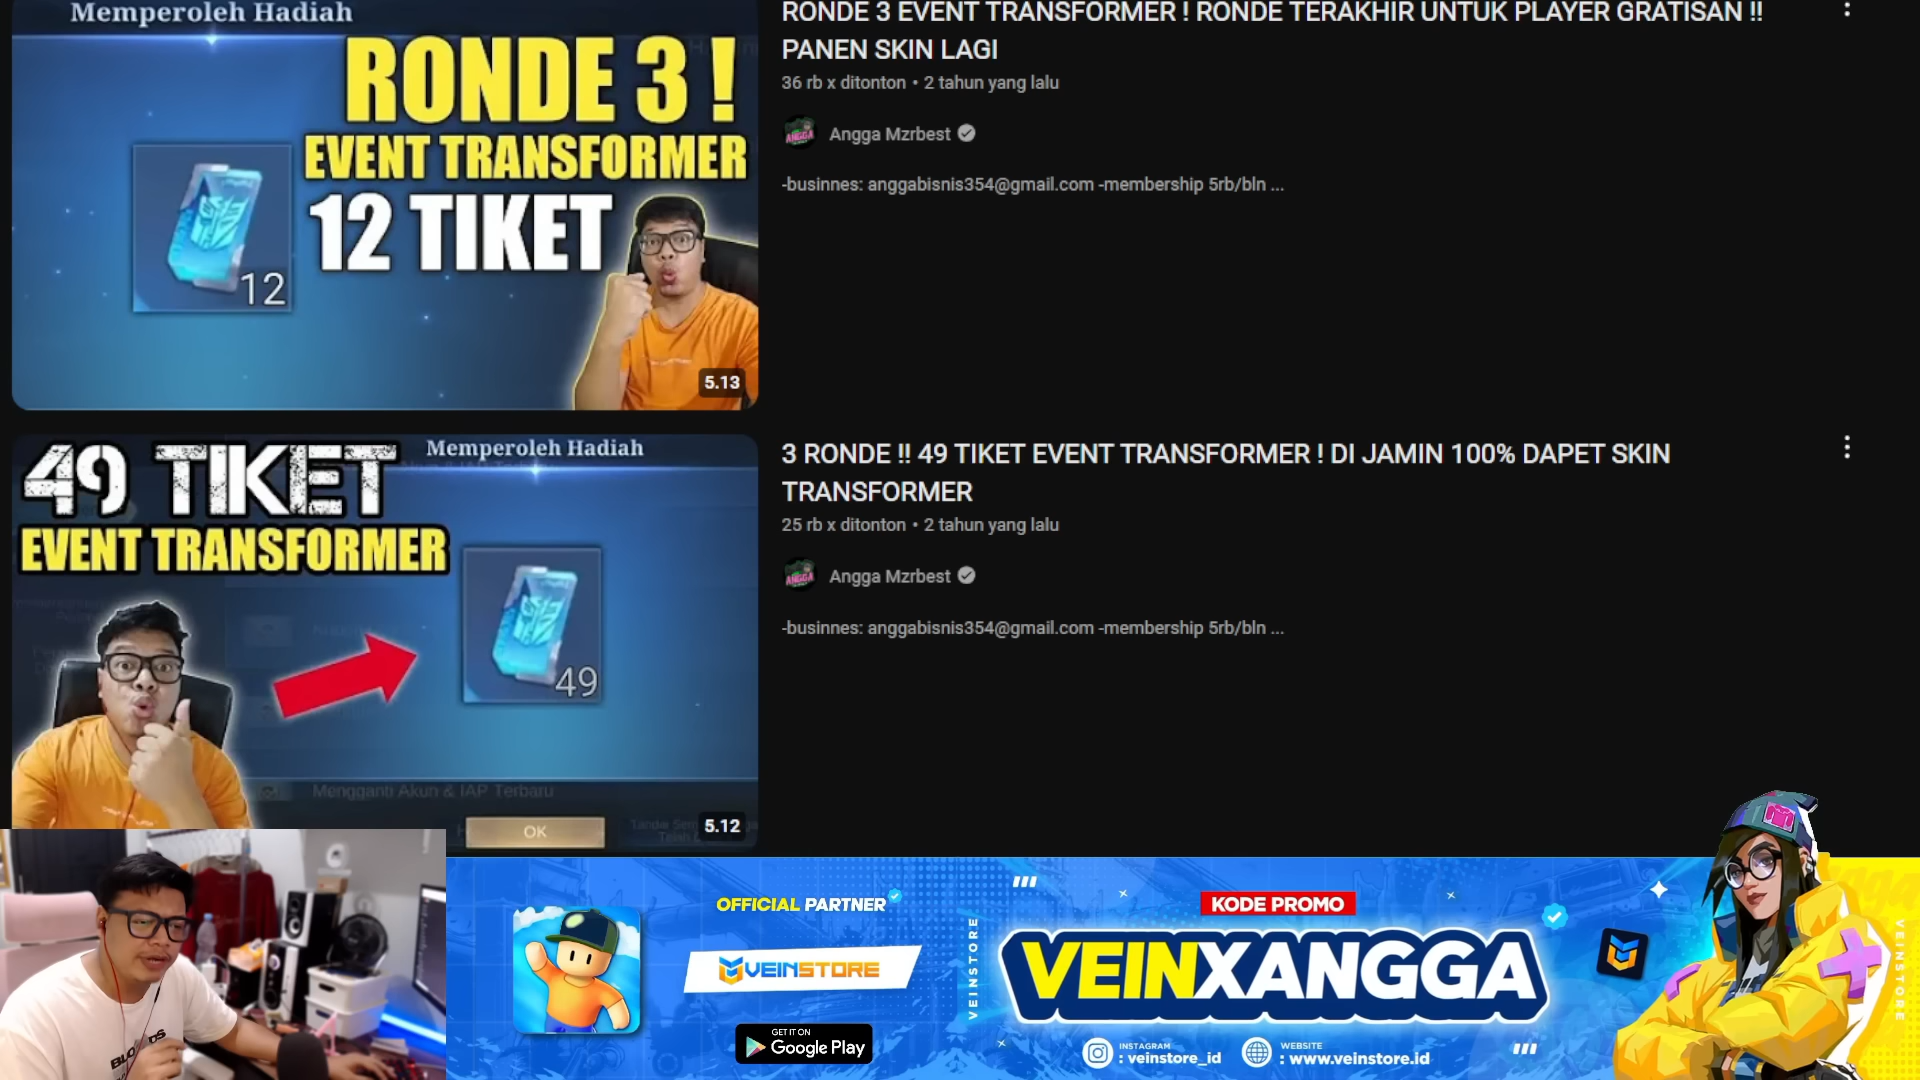 Memperoleh Hadiah
RONDE 3 !
EVENT TRANSFORMER
12 TIKET
12
5.13
RONDE 3 EVENT TRANSFORMER ! RONDE TERAKHIR UNTUK PLAYER GRATISAN !!
PANEN SKIN LAGI
36 rb x ditonton • 2 tahun yang lalu
ANGGA
Angga Mzrbest
-businnes: anggabisnis354@gmail.com -membership 5rb/bln ...
49 TIKET
Memperoleh Hadiah
EVENT TRANSFORMER
49
Mengganti Akun & IAP Terbaru
OK
5.12
3 RONDE !! 49 TIKET EVENT TRANSFORMER ! DI JAMIN 100% DAPET SKIN
TRANSFORMER
25 rb x ditonton • 2 tahun yang lalu
ANGGA
Angga Mzrbest
-businnes: anggabisnis354@gmail.com -membership 5rb/bln ...
OFFICIAL PARTNER
VEINSTORE
GET IT ON
Google Play
VEINSTORE
KODE PROMO
VEINXANGGA
INSTAGRAM
: veinstore_id
WEBSITE
: www.veinstore.id
VEINSTORE